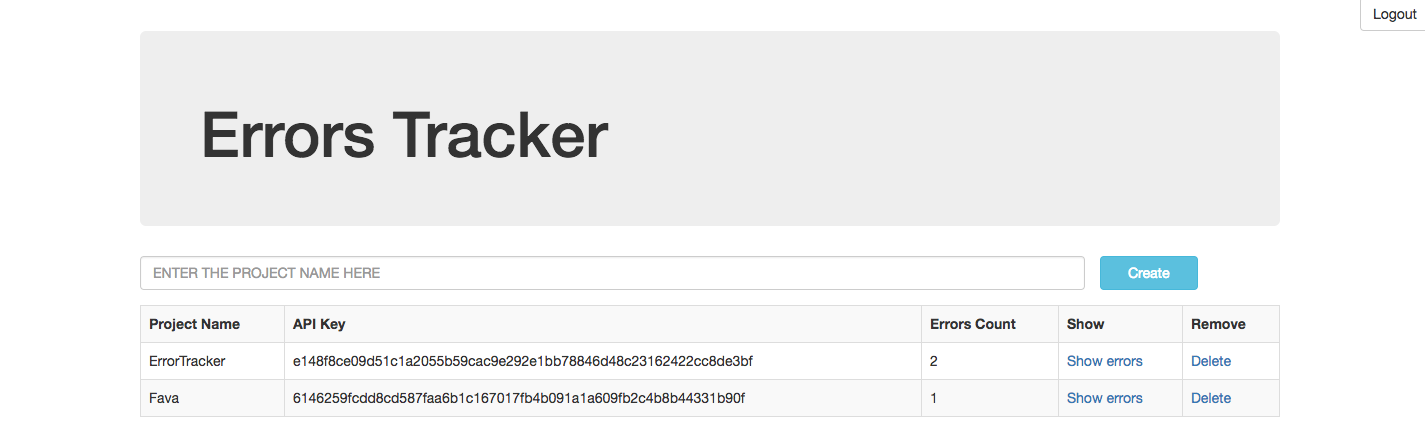 Logout
Errors Tracker
ENTER THE PROJECT NAME HERE Create
Project Name API Key Errors Count Show Remove
ErrorTracker e148f8ce09d51c1a2055b59cac9e292e1bb78846d48c23162422cc8de3bf 2 Show errors Delete
Fava 6146259fcdd8cd587faa6b1c167017fb4b091a1a609fb2c4b8b44331b90f 1 Show errors Delete